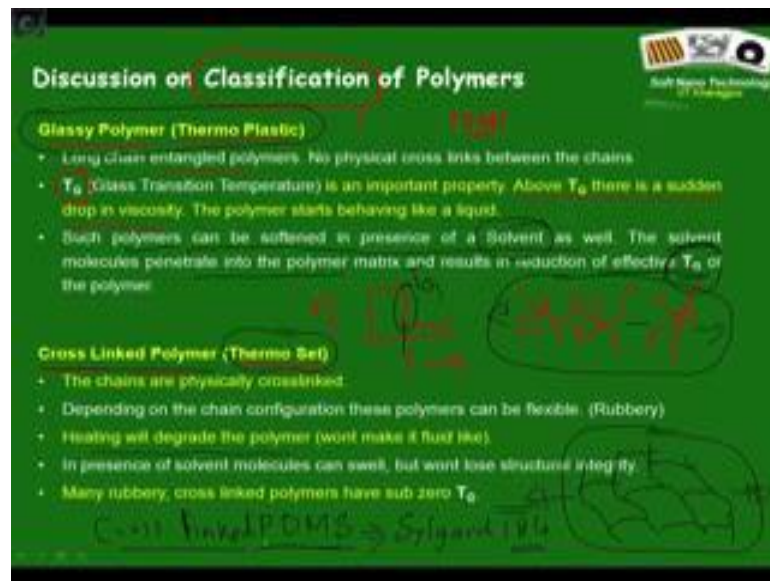 Discussion on Classification of Polymers
Soft Nano Technology
IIT Kharagpur
Glassy Polymer (Thermo Plastic)
• Long chain entangled polymers. No physical cross links between the chains
• TG (Glass Transition Temperature) is an important property. Above TG there is a sudden
drop in viscosity. The polymer starts behaving like a liquid.
• Such polymers can be softened in presence of a Solvent as well. The solvent
molecules penetrate into the polymer matrix and results in reduction of effective TG of
the polymer
Cross Linked Polymer (Thermo Set)
• The chains are physically crosslinked
• Depending on the chain configuration these polymers can be flexible. (Rubbery)
• Heating will degrade the polymer (wont make it fluid like).
• In presence of solvent molecules can swell, but wont lose structural integrity.
• Many rubbery, cross linked polymers have sub zero TG
Cross linked PDMS ⇒ Sylgard 184